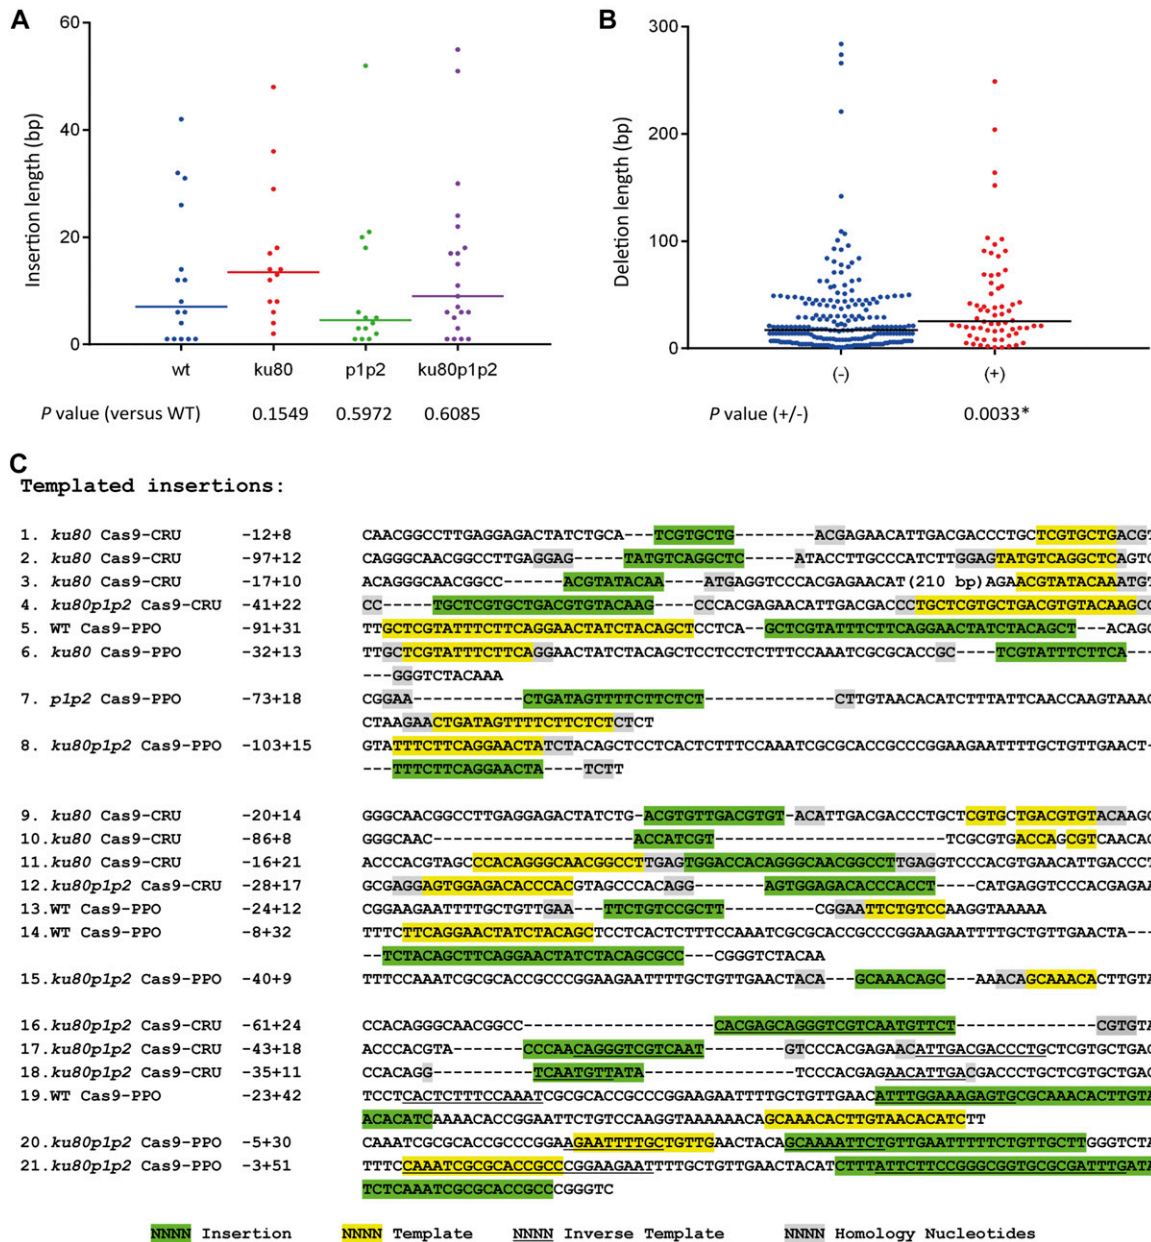 A
B
60
40
20
0
Insertion length (bp)
wt ku80 p1p2 ku80p1p2
P value (versus WT) 0.1549 0.5972 0.6085
300
200
100
0
Deletion length (bp)
(-) (+)
P value (+/-) 0.0033*
C
Templated insertions:
1. ku80 Cas9-CRU -12+8 CAACGGCCTTGAGGAGACTATCTGCA---TCGTGCTG--------ACGAGAACATTGACGACCCTGCTCGTGCTGACGT
2. ku80 Cas9-CRU -97+12 CAGGGCAACGGCCTTGAGGAG-----TATGTCAGGCTC-----ATACCTTGCCCATCTTGGAGTATGTCAGGCTCAGTG
3. ku80 Cas9-CRU -17+10 ACAGGGCAACGGCC------ACGTATACAA----ATGAGGTCCCACGAGAACAT(210 bp)AGAACGTATACAAATGT
4. ku80p1p2 Cas9-CRU -41+22 CC-----TGCTCGTGCTGACGTGTACAAG----CCCACGAGAACATTGACGACCCTGCTCGTGCTGACGTGTACAAGCG
5. WT Cas9-PPO -91+31 TTGCTCGTATTTCTTCAGGAACTATCTACAGCTCCTCA---GCTCGTATTTCTTCAGGAACTATCTACAGCT---ACAGC
6. ku80 Cas9-PPO -32+13 TTGCTCGTATTTCTTCAGGAACTATCTACAGCTCCTCCTCTTTCCAAATCGCGCACCGC----TCGTATTTCTTCA---
---GGGTCTACAAA
7. p1p2 Cas9-PPO -73+18 CGGAA-----------CTGATAGTTTTCTTCTCT-------------CTTGTAACACATCTTTATTCAACCAAGTAAAG
CTAAGAACTGATAGTTTTCTTCTCTCTCT
8. ku80p1p2 Cas9-PPO -103+15 GTATTTCTTCAGGAACTATCTACAGCTCCTCACTCTTTCCAAATCGCGCACCGCCCGGAAGAATTTTGCTGTTGAACT-
---TTTCTTCAGGAACTA----TCTT
9. ku80 Cas9-CRU -20+14 GGGCAACGGCCTTGAGGAGACTATCTG-ACGTGTTGACGTGT-ACATTGACGACCCTGCTCGTGCTGACGTGTACAAGG
10. ku80 Cas9-CRU -86+8 GGGCAAC--------------------ACCATCGT------------------TCGCGTGACCAGCGTCAACAG
11. ku80 Cas9-CRU -16+21 ACCCACGTAGCCCACAGGGCAACGGCCTTGAGTGGACCACAGGGCAACGGCCTTGAGGTCCCACGTGAACATTGACCCT
12.ku80p1p2 Cas9-CRU -28+17 GCGAGGAGTGGAGACACCCACGTAGCCCACAGG-------AGTGGAGACACCCACCT----CATGAGGTCCCACGAGAA
13.WT Cas9-PPO -24+12 CGGAAGAATTTTGCTGTTGAA---TTCTGTCCGCTT--------CGGAATTCTGTCCAAGGTAAAAA
14.WT Cas9-PPO -8+32 TTTCTTCAGGAACTATCTACAGCTCCTCACTCTTTCCAAATCGCGCACCGCCCGGAAGAATTTTGCTGTTGAACTA---
--TCTACAGCTTCAGGAACTATCTACAGCGCC---CGGGTCTACAA
15.ku80p1p2 Cas9-PPO -40+9 TTTCCAAATCGCGCACCGCCCGGAAGAATTTTGCTGTTGAACTACA---GCAAACAGC---AAACAGCAAACACTTGTA
16.ku80p1p2 Cas9-CRU -61+24 CCACAGGGCAACGGCC-------------------CACGAGCAGGGTCGTCAATGTTCT--------------CGTGTA
17.ku80p1p2 Cas9-CRU -43+18 ACCCACGTA-------CCCAACAGGGTCGTCAAT--------GTCCCACGAGAACATTGACGACCCTGCTCGTGCTGAC
18.ku80p1p2 Cas9-CRU -35+11 CCACAGG----------TCAATGTTATA---------------TCCCACGAGAACATTGACGACCCTGCTCGTGCTGAC
19.WT Cas9-PPO -23+42 TCCTCACTCTTTCCAAATCGCGCACCGCCCGGAAGAATTTTGCTGTTGAACATTTGGAAAGAGTGCGCAAACACTTGTA
ACACATCAAAACACCGGAATTCTGTCCAAGGTAAAAAACAGCAAACACTTGTAACACATCTT
20.ku80p1p2 Cas9-PPO -5+30 CAAATCGCGCACCGCCCGGAAGAATTTTGCTGTTGAACTACAGCAAAATTCTGTTGAATTTTTCTGTTGCTTGGGTCTA
21.ku80p1p2 Cas9-PPO -3+51 TTTCCAAATCGCGCACCGCCCGGAAGAATTTTGCTGTTGAACTACATCTTTATTCTTCCGGGCGGTGCGCGATTTGATA
TCTCAAATCGCGCACCGCCCGGGTC
NNNN Insertion NNNN Template NNNN Inverse Template NNNN Homology Nucleotides